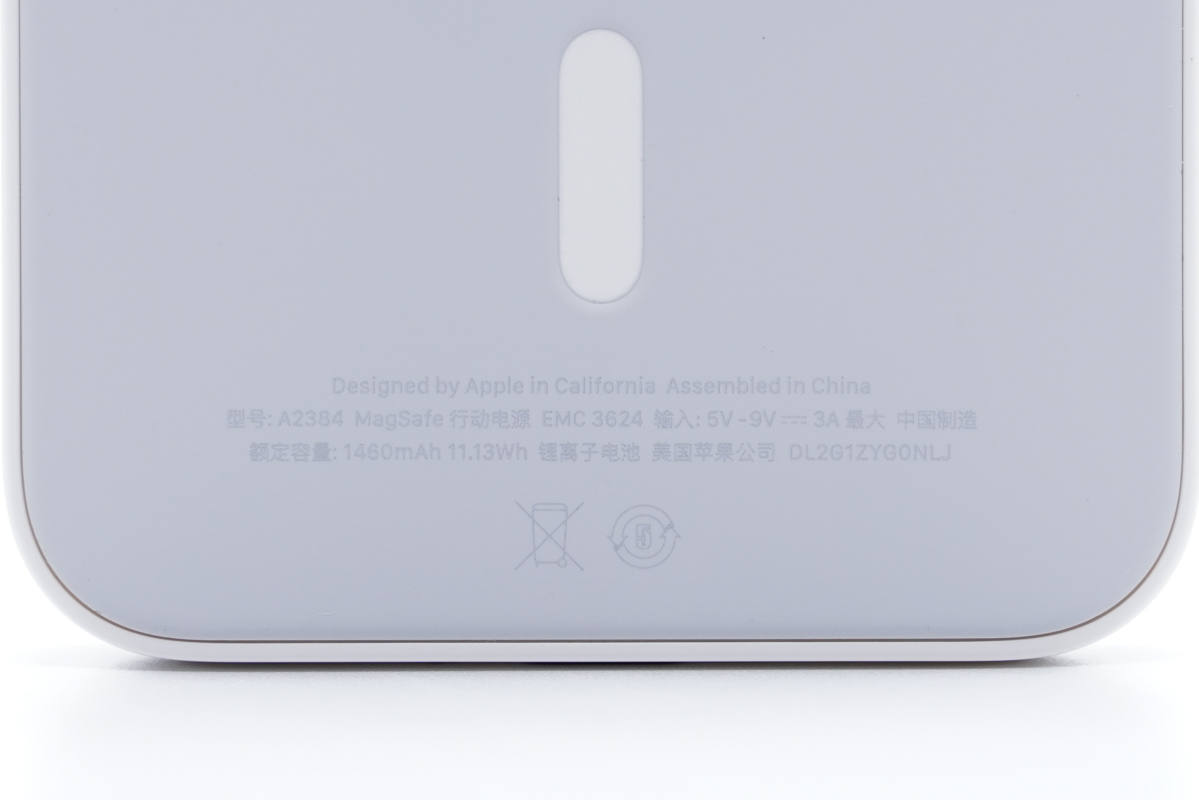 Designed by Apple in California Assembled in China
型号: A2384 MagSafe 行动电源 EMC 3624 输入: 5V-9V⎓3A 最大 中国制造
额定容量: 1460mAh 11.13Wh 锂离子电池 美国苹果公司 DL2G1ZYG0NLJ
5